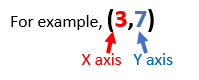 For example, (3,7)
X axis Y axis